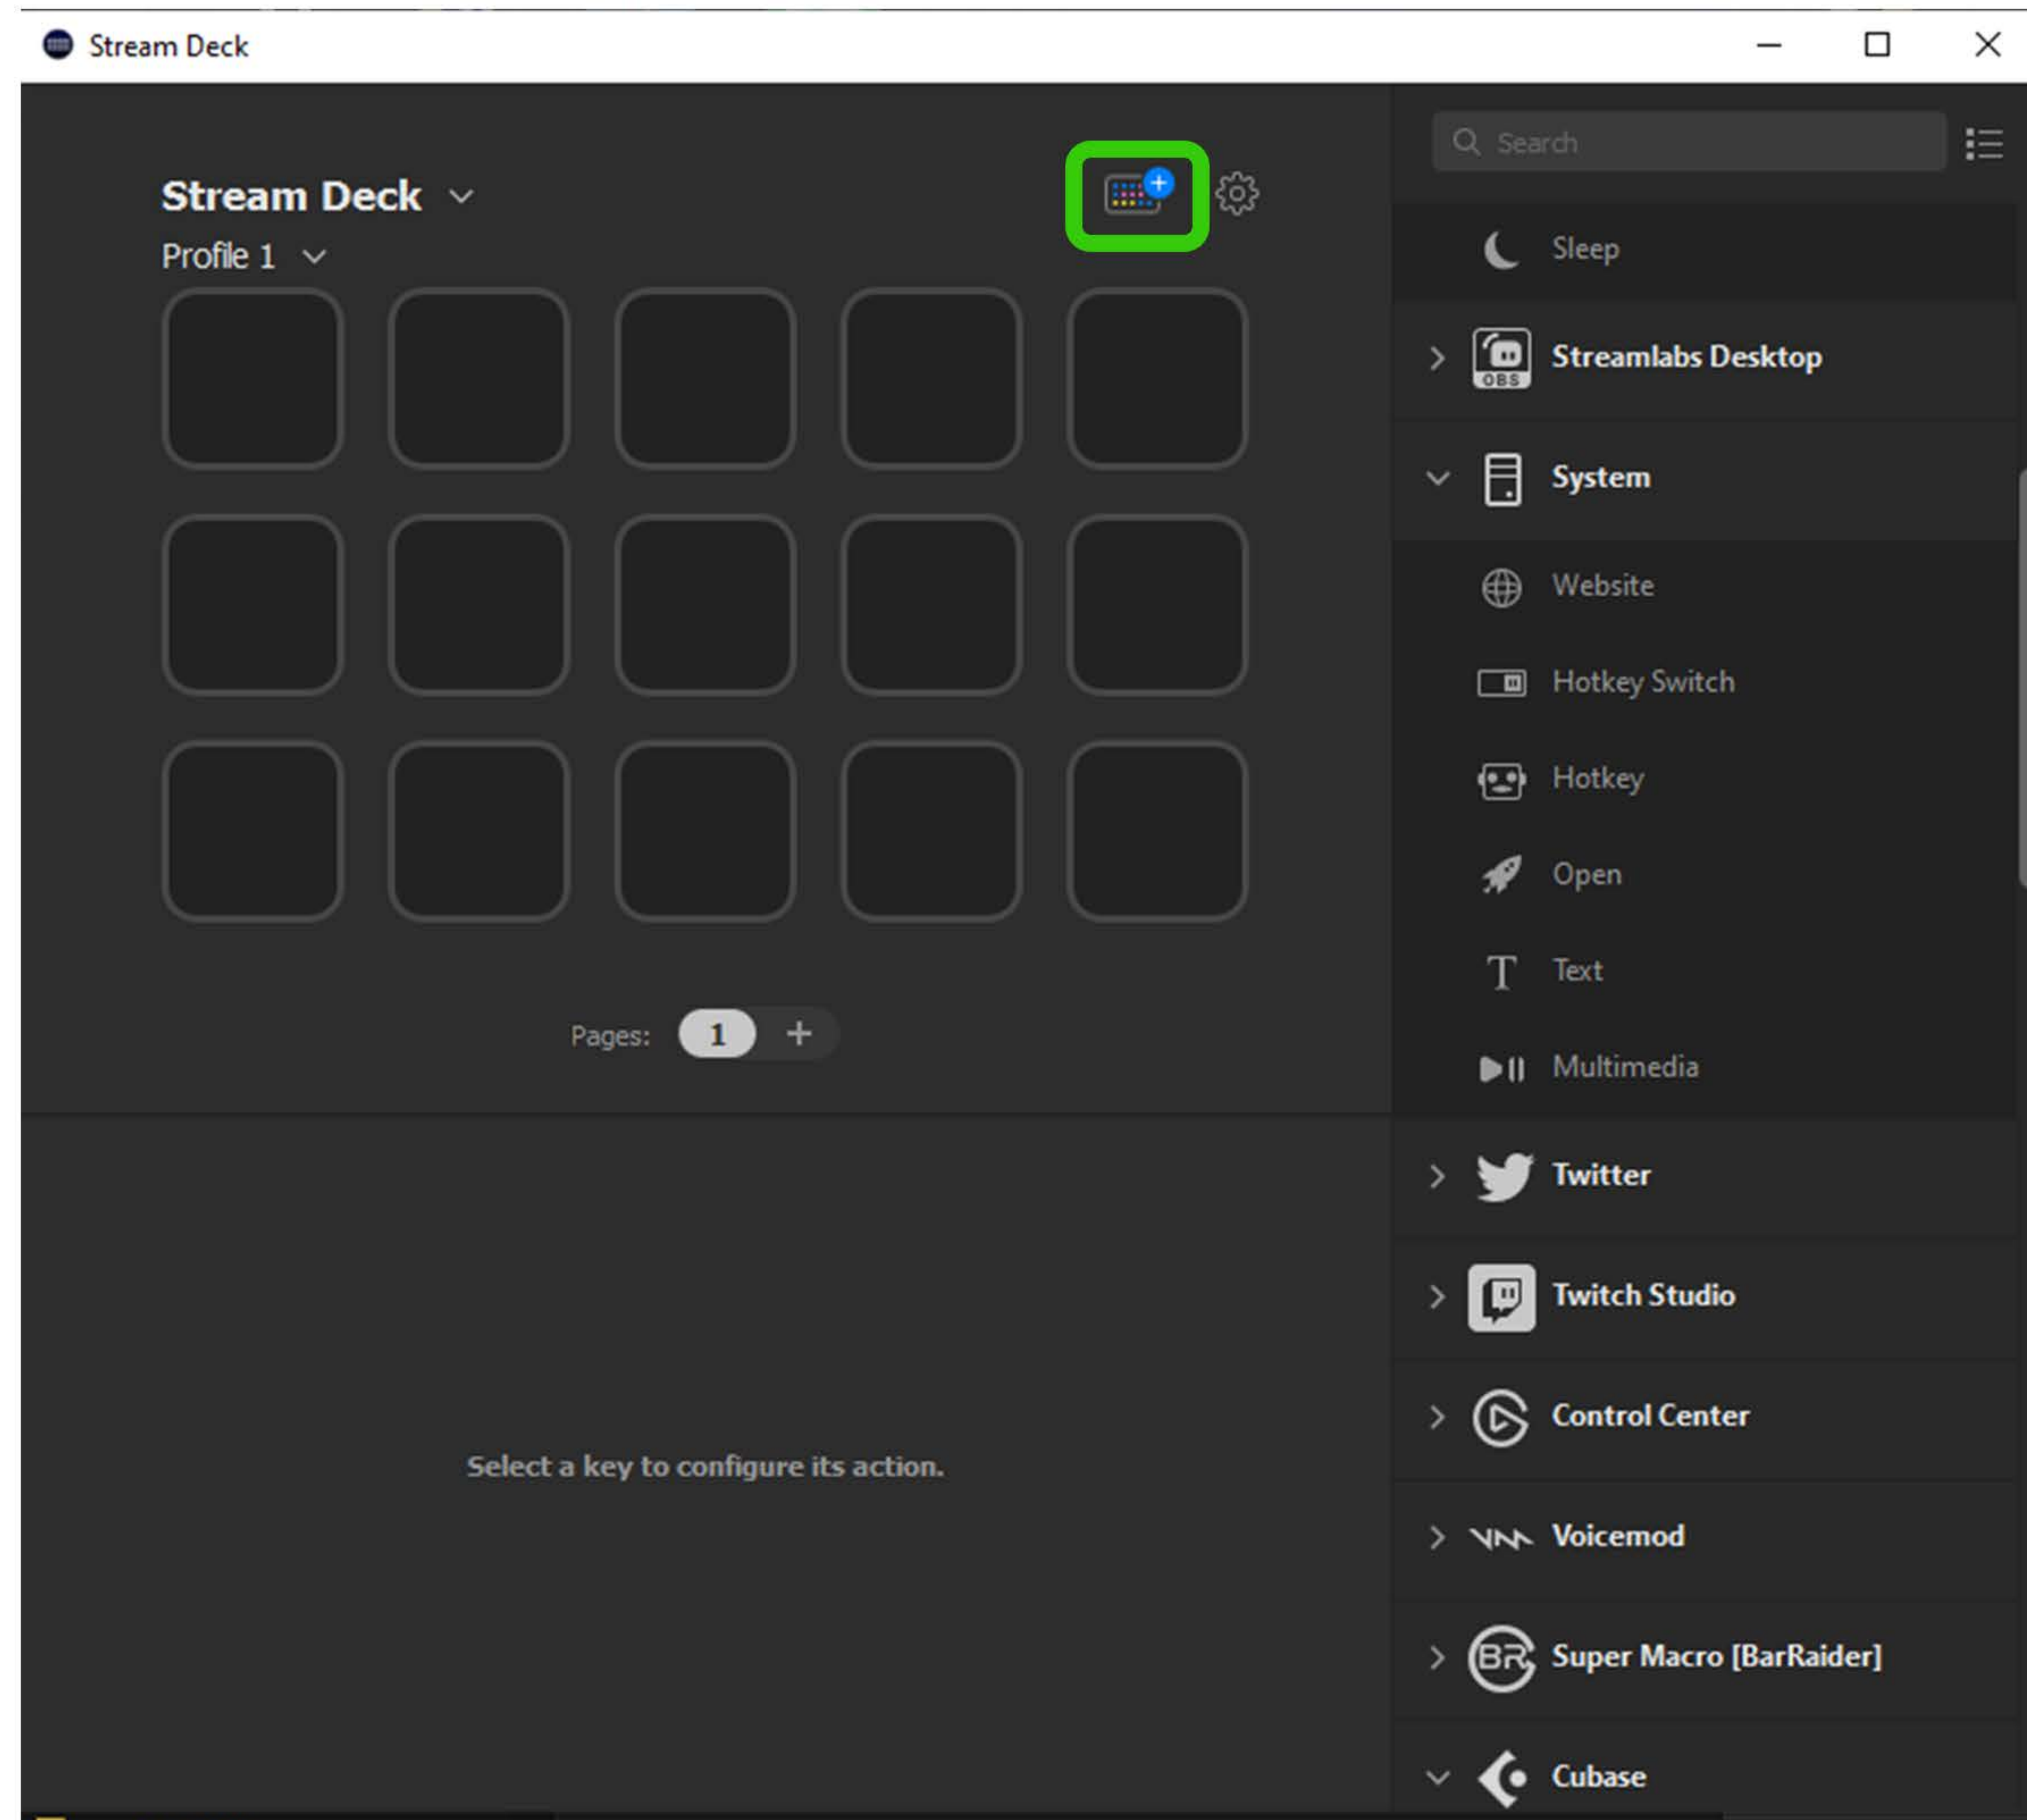 Stream Deck
Stream Deck
Profile 1
Pages: 1 +
Select a key to configure its action.
Search
Sleep
OBS
Streamlabs Desktop
System
Website
Hotkey Switch
Hotkey
Open
T Text
Multimedia
Twitter
Twitch Studio
Control Center
Voicemod
BR Super Macro [BarRaider]
Cubase